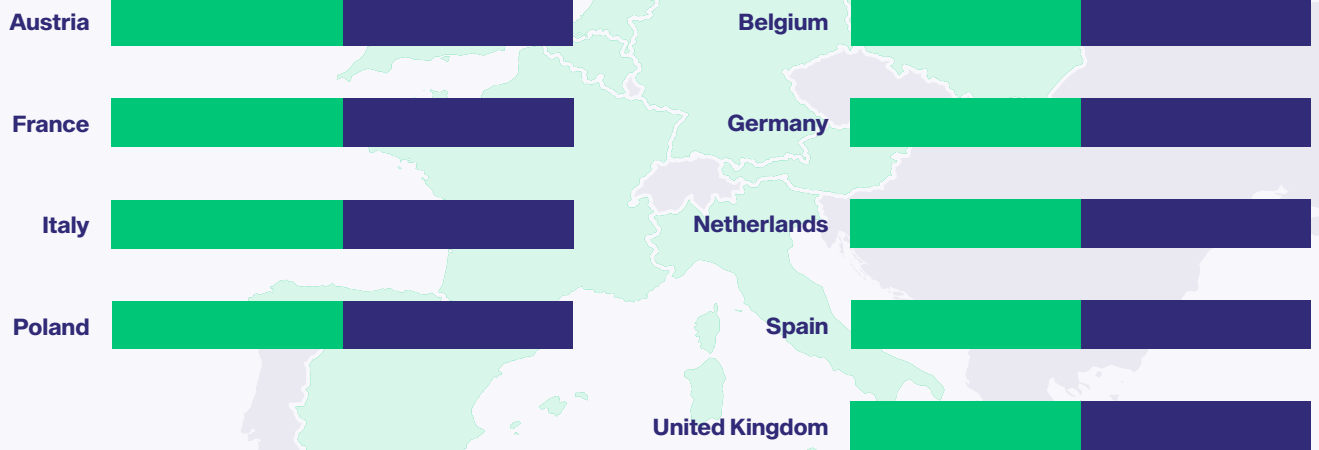 Austria
Belgium
France
Germany
Italy
Netherlands
Poland
Spain
United Kingdom